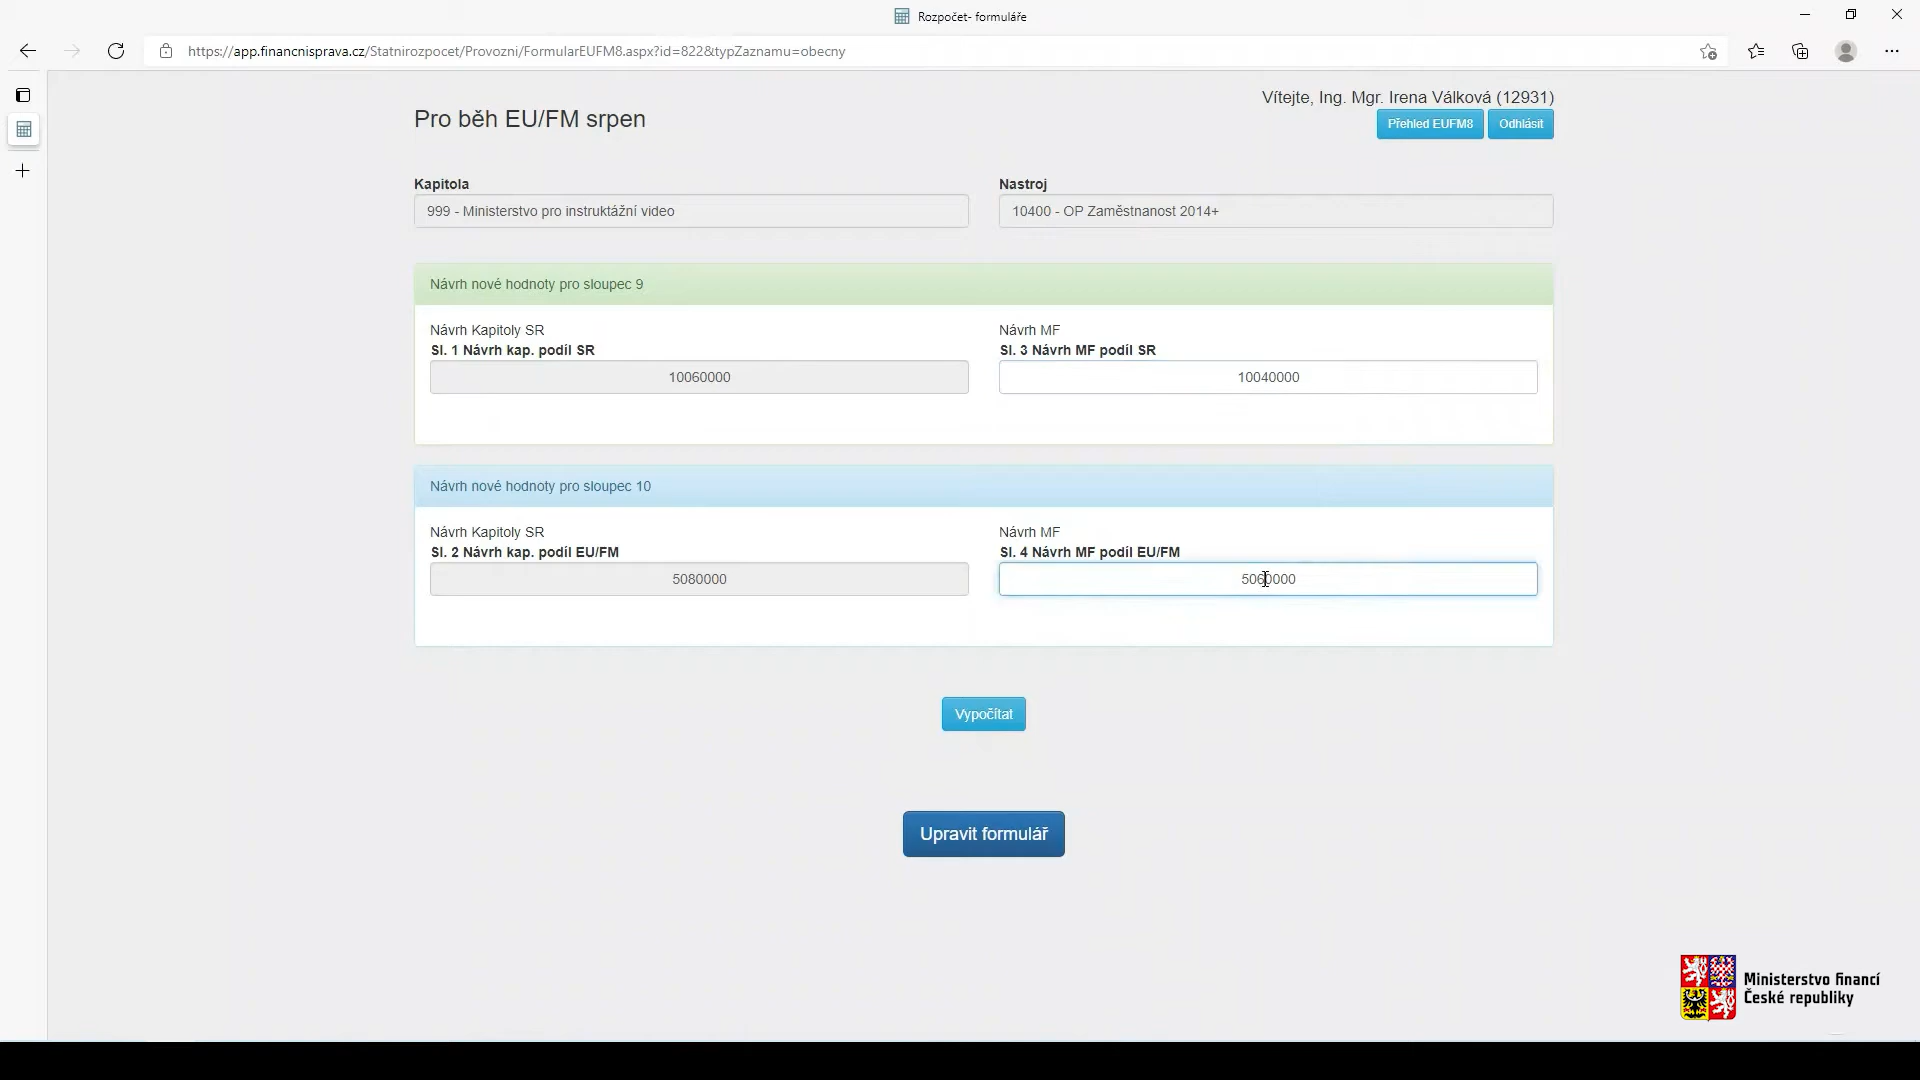 Rozpočet- formuláře
https://app.financnisprava.cz/Statnirozpocet/Provozni/FormularEUFM8.aspx?id=822&typZaznamu=obecny
Vítejte, Ing. Mgr. Irena Válková (12931)
Pro běh EU/FM srpen
Přehled EUFM8 Odhlásit
Kapitola Nastroj
999 - Ministerstvo pro instruktážní video 10400 - OP Zaměstnanost 2014+
Návrh nové hodnoty pro sloupec 9
Návrh Kapitoly SR Návrh MF
Sl. 1 Návrh kap. podíl SR Sl. 3 Návrh MF podíl SR
10060000 10040000
Návrh nové hodnoty pro sloupec 10
Návrh Kapitoly SR Návrh MF
Sl. 2 Návrh kap. podíl EU/FM Sl. 4 Návrh MF podíl EU/FM
5080000 5060000
Vypočítat
Upravit formulář
Ministerstvo financí
České republiky